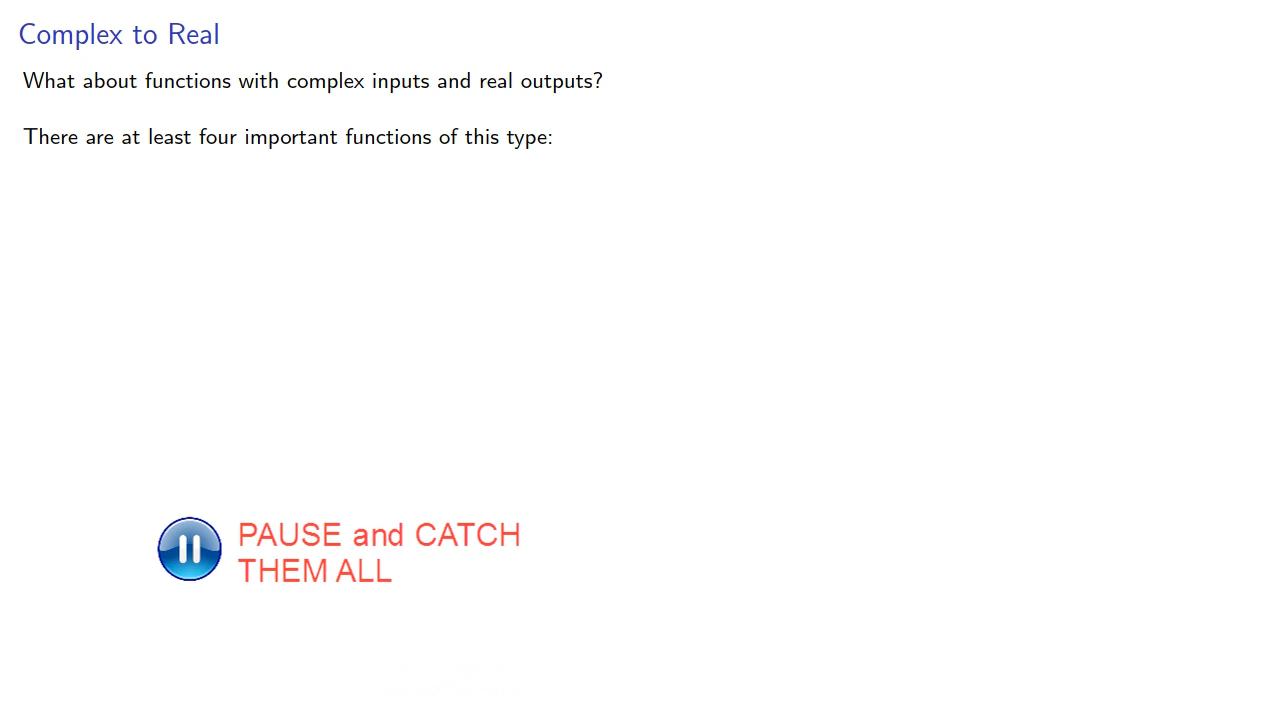 Complex to Real
What about functions with complex inputs and real outputs?
There are at least four important functions of this type:
PAUSE and CATCH
THEM ALL